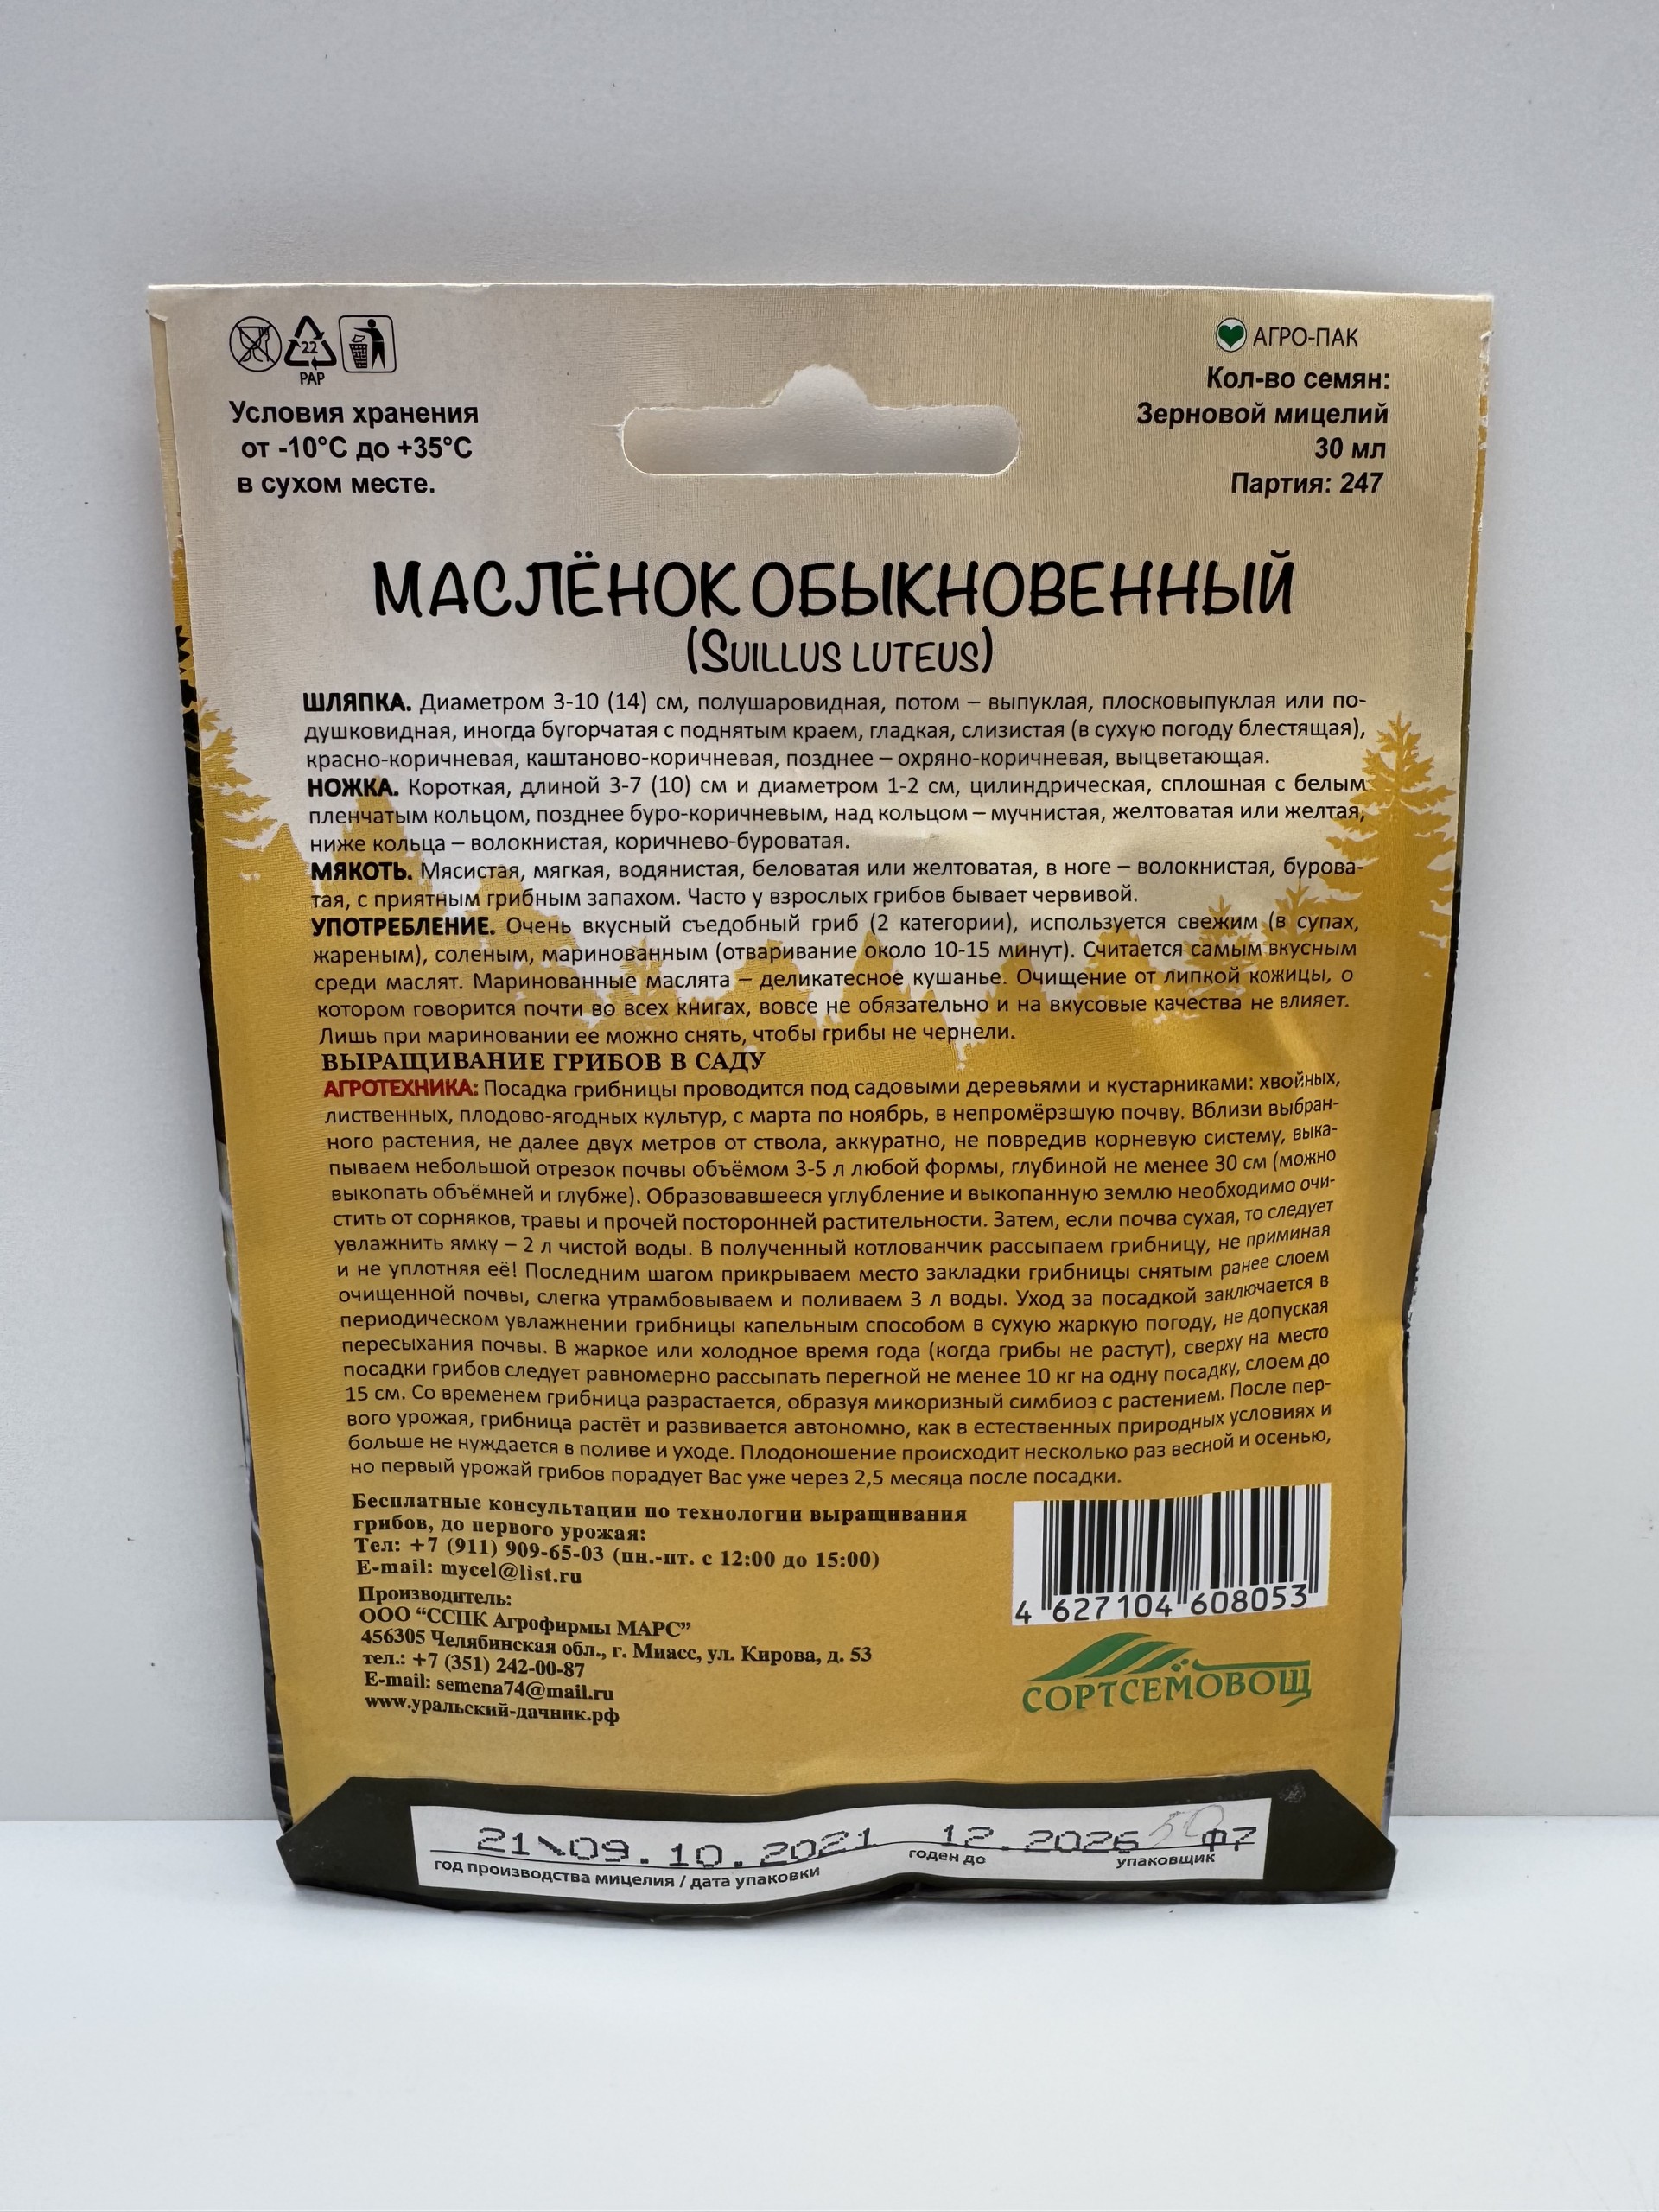 22
PAP
Условия хранения
от -10°C до +35°C
в сухом месте.
АГРО-ПАК
Кол-во семян:
Зерновой мицелий
30 мл
Партия: 247
МАСЛЁНОК ОБЫКНОВЕННЫЙ
(SUILLUS LUTEUS)
ШЛЯПКА. Диаметром 3-10 (14) см, полушаровидная, потом – выпуклая, плосковыпуклая или по-
душковидная, иногда бугорчатая с поднятым краем, гладкая, слизистая (в сухую погоду блестящая),
красно-коричневая, каштаново-коричневая, позднее – охряно-коричневая, выцветающая.
НОЖКА. Короткая, длиной 3-7 (10) см и диаметром 1-2 см, цилиндрическая, сплошная с белым
пленчатым кольцом, позднее буро-коричневым, над кольцом – мучнистая, желтоватая или желтая,
ниже кольца – волокнистая, коричнево-буроватая.
МЯКОТЬ. Мясистая, мягкая, водянистая, беловатая или желтоватая, в ноге – волокнистая, бурова-
тая, с приятным грибным запахом. Часто у взрослых грибов бывает червивой.
УПОТРЕБЛЕНИЕ. Очень вкусный съедобный гриб (2 категории), используется свежим (в супах,
жареным), соленым, маринованным (отваривание около 10-15 минут). Считается самым вкусным
среди маслят. Маринованные маслята – деликатесное кушанье. Очищение от липкой кожицы, о
котором говорится почти во всех книгах, вовсе не обязательно и на вкусовые качества не влияет.
Лишь при мариновании ее можно снять, чтобы грибы не чернели.
ВЫРАЩИВАНИЕ ГРИБОВ В САДУ
АГРОТЕХНИКА: Посадка грибницы проводится под садовыми деревьями и кустарниками: хвойных,
лиственных, плодово-ягодных культур, с марта по ноябрь, в непромёрзшую почву. Вблизи выбран-
ного растения, не далее двух метров от ствола, аккуратно, не повредив корневую систему, выка-
пываем небольшой отрезок почвы объёмом 3-5 л любой формы, глубиной не менее 30 см (можно
выкопать объёмней и глубже). Образовавшееся углубление и выкопанную землю необходимо очи-
стить от сорняков, травы и прочей посторонней растительности. Затем, если почва сухая, то следует
увлажнить ямку – 2 л чистой воды. В полученный котлованчик рассыпаем грибницу, не приминая
и не уплотняя её! Последним шагом прикрываем место закладки грибницы снятым ранее слоем
очищенной почвы, слегка утрамбовываем и поливаем 3 л воды. Уход за посадкой заключается в
периодическом увлажнении грибницы капельным способом в сухую жаркую погоду, не допуская
пересыхания почвы. В жаркое или холодное время года (когда грибы не растут), сверху на место
посадки грибов следует равномерно рассыпать перегной не менее 10 кг на одну посадку, слоем до
15 см. Со временем грибница разрастается, образуя микоризный симбиоз с растением. После пер-
вого урожая, грибница растёт и развивается автономно, как в естественных природных условиях и
больше не нуждается в поливе и уходе. Плодоношение происходит несколько раз весной и осенью,
но первый урожай грибов порадует Вас уже через 2,5 месяца после посадки.
Бесплатные консультации по технологии выращивания
грибов, до первого урожая:
Тел: +7 (911) 909-65-03 (пн.-пт. с 12:00 до 15:00)
E-mail: mycel@list.ru
Производитель:
ООО “ССПК Агрофирмы МАРС”
456305 Челябинская обл., г. Миасс, ул. Кирова, д. 53
тел.: +7 (351) 242-00-87
E-mail: semena74@mail.ru
www.уральский-дачник.рф
4 627104 608053
СОРТСЕМОВОЩ
21\09.10.2021 12.2026 50 Ф7
год производства мицелия / дата упаковки годен до упаковщик